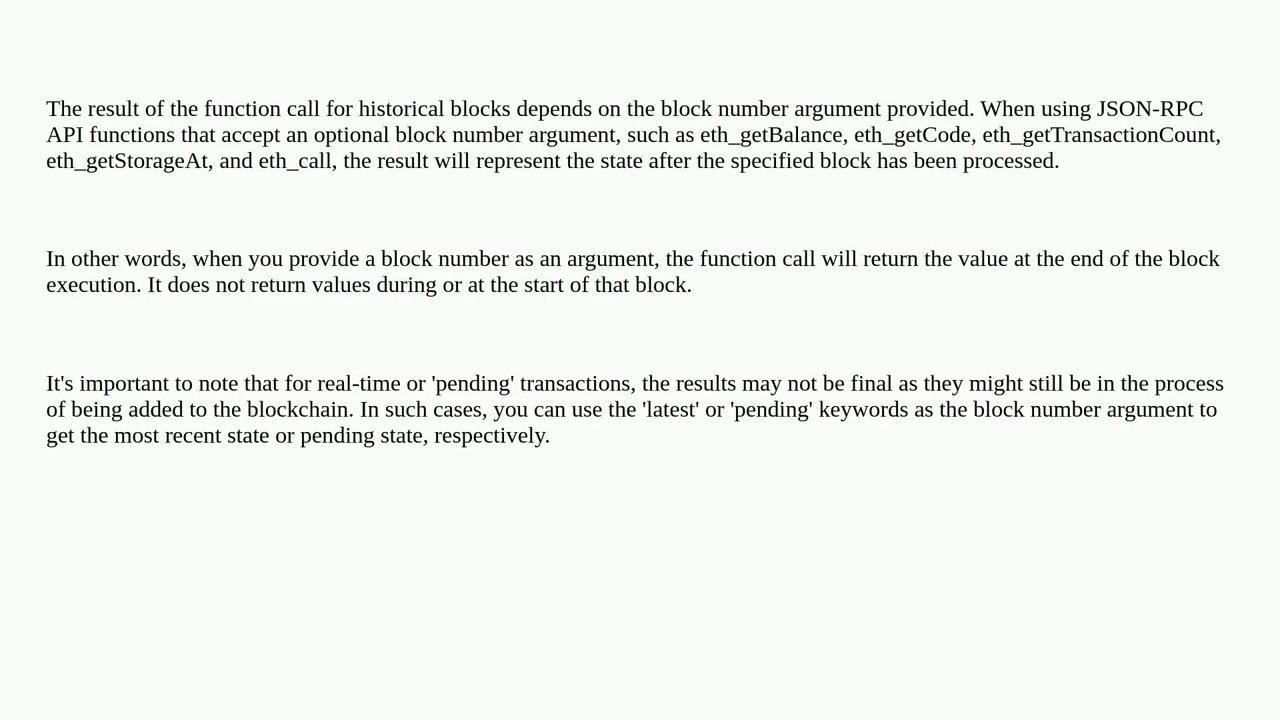 The result of the function call for historical blocks depends on the block number argument provided. When using JSON-RPC
API functions that accept an optional block number argument, such as eth_getBalance, eth_getCode, eth_getTransactionCount,
eth_getStorageAt, and eth_call, the result will represent the state after the specified block has been processed.
In other words, when you provide a block number as an argument, the function call will return the value at the end of the block
execution. It does not return values during or at the start of that block.
It's important to note that for real-time or 'pending' transactions, the results may not be final as they might still be in the process
of being added to the blockchain. In such cases, you can use the 'latest' or 'pending' keywords as the block number argument to
get the most recent state or pending state, respectively.